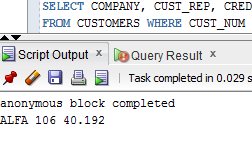 SELECT COMPANY, CUST_REP, CRED
FROM CUSTOMERS WHERE CUST_NUM
Script Output × Query Result ×
Task completed in 0.029 s
anonymous block completed
ALFA 106 40.192